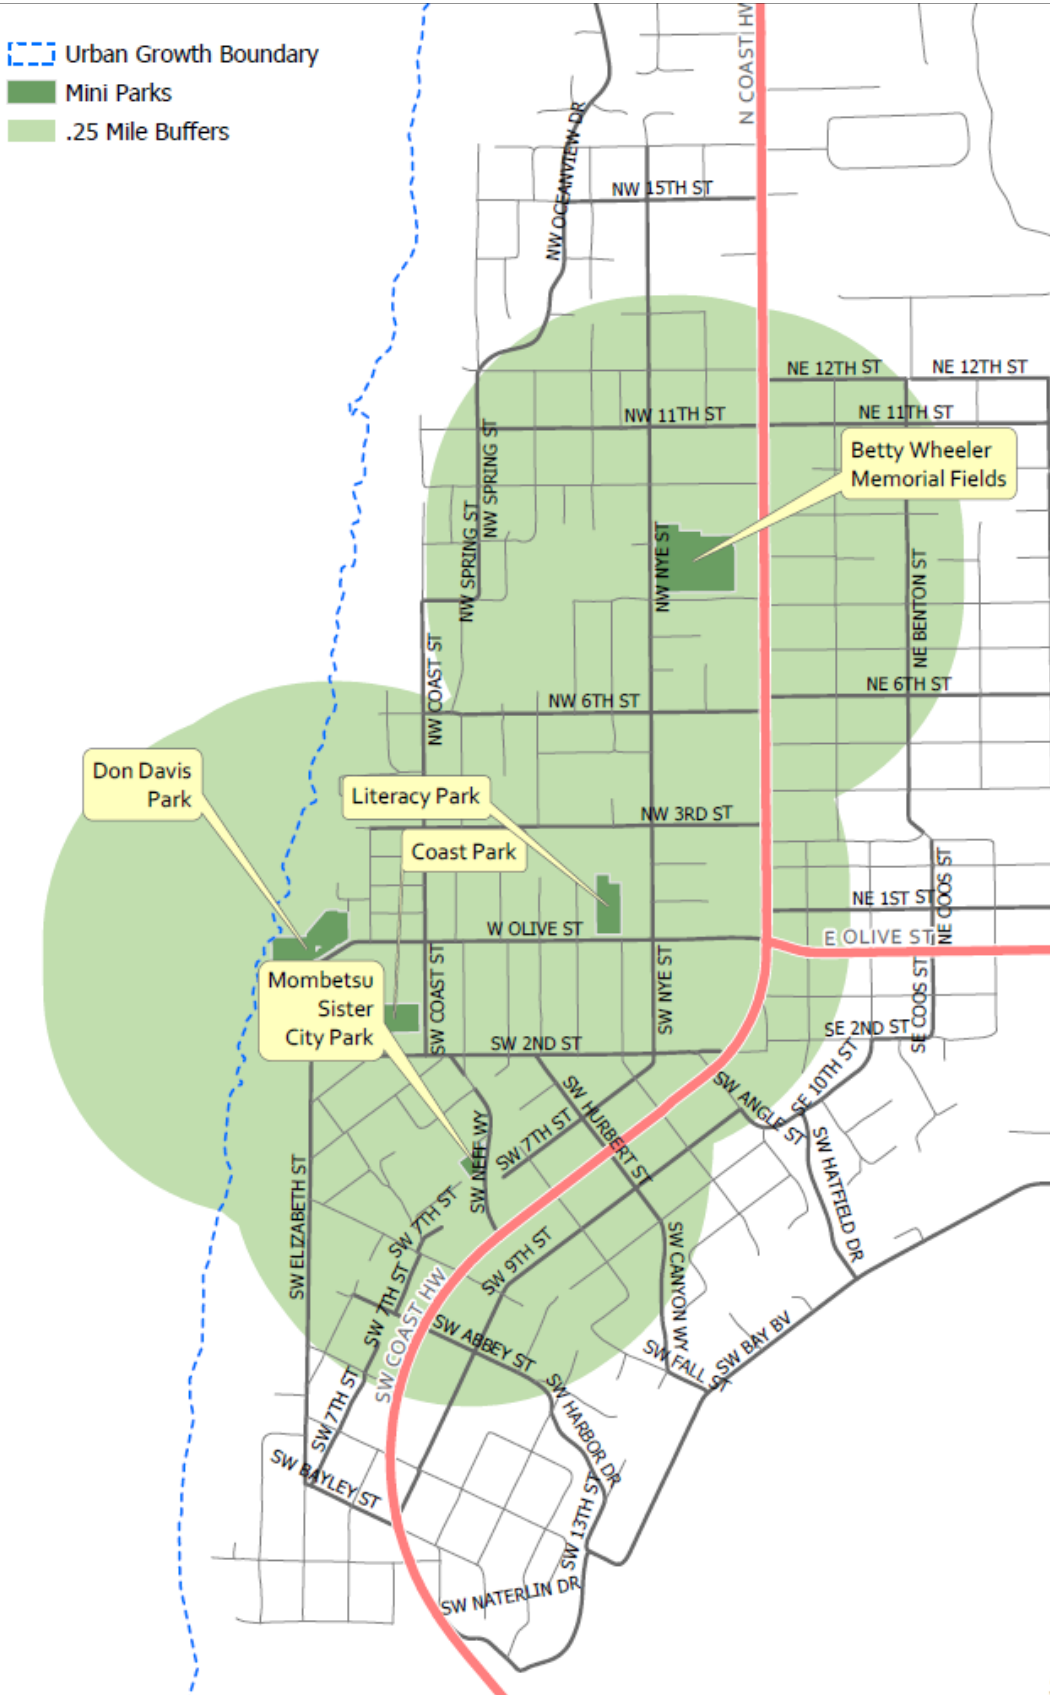 Urban Growth Boundary
Mini Parks
.25 Mile Buffers
N COAST HW
NW OCEANVIEW DR
NW 15TH ST
NE 12TH ST
NE 12TH ST
NW 11TH ST
NE 11TH ST
NW SPRING ST
Betty Wheeler
Memorial Fields
NW SPRING ST
NW NYE ST
NE BENTON ST
NW COAST ST
NE 6TH ST
NW 6TH ST
Don Davis
Park
Literacy Park
NW 3RD ST
Coast Park
NE 1ST ST
NE COOS ST
W OLIVE ST
E OLIVE ST
Mombetsu
Sister
City Park
SW COAST ST
SW NYE ST
SE COOS ST
SE 2ND ST
SW 2ND ST
SW HURBERT ST
SW ANGLE ST
SE 10TH ST
SW NEFF WY
SW 7TH ST
SW HATFIELD DR
SW ELIZABETH ST
SW 7TH ST
SW 9TH ST
SW CANYON WY
SW 7TH ST
SW COAST HW
SW ABBEY ST
SW FALL ST
SW BAY BV
SW 7TH ST
SW HARBOR DR
SW BAYLEY ST
SW 13TH ST
SW NATERLIN DR